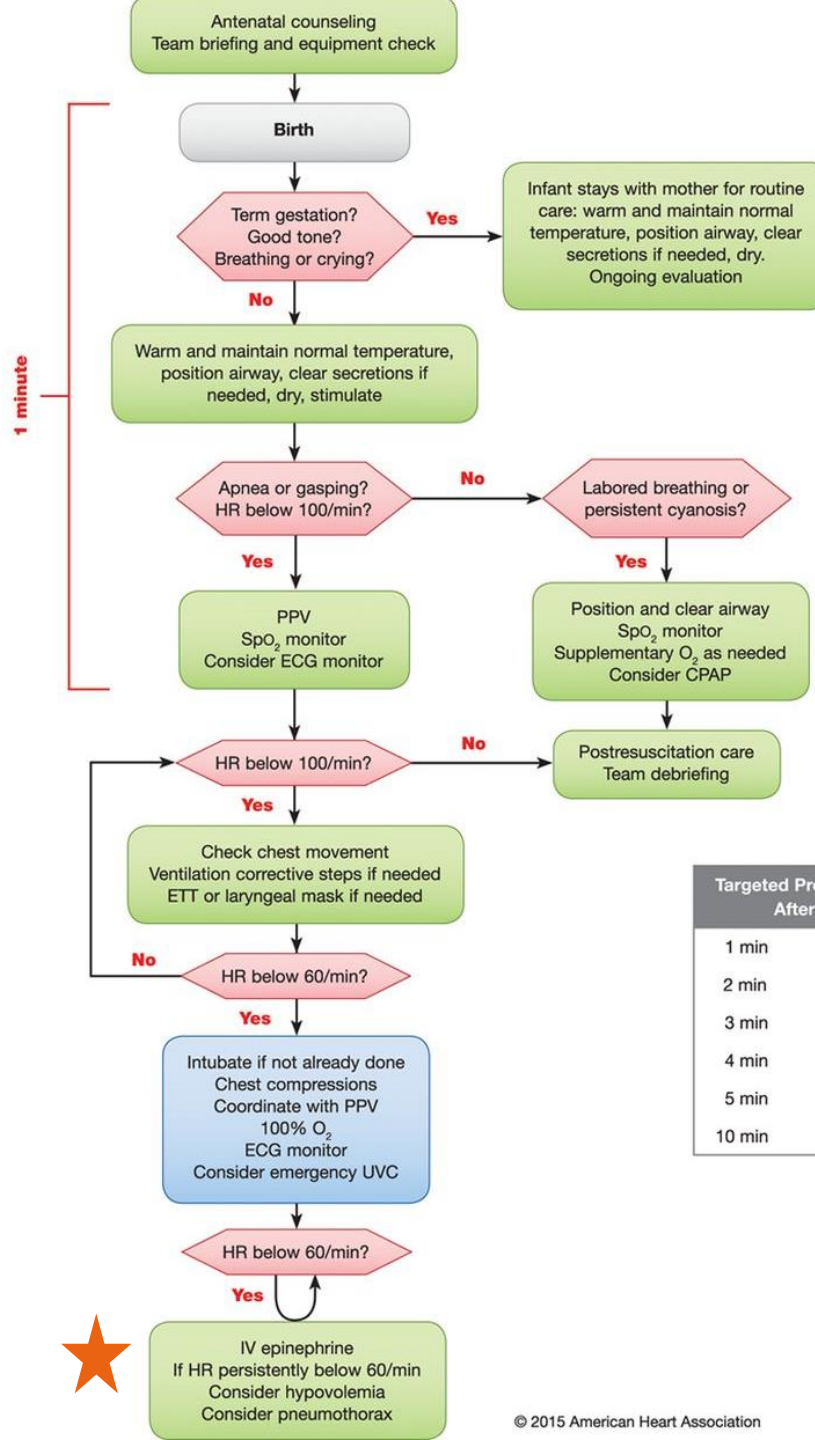 Antenatal counseling
Team briefing and equipment check
Birth
Term gestation?
Good tone?
Breathing or crying?
Yes
Infant stays with mother for routine
care: warm and maintain normal
temperature, position airway, clear
secretions if needed, dry.
Ongoing evaluation
No
1 minute
Warm and maintain normal temperature,
position airway, clear secretions if
needed, dry, stimulate
Apnea or gasping?
HR below 100/min?
No
Labored breathing or
persistent cyanosis?
Yes
Yes
PPV
SpO₂ monitor
Consider ECG monitor
Position and clear airway
SpO₂ monitor
Supplementary O₂ as needed
Consider CPAP
HR below 100/min?
No
Postresuscitation care
Team debriefing
Yes
Check chest movement
Ventilation corrective steps if needed
ETT or laryngeal mask if needed
Targeted
After
1 min
2 min
3 min
4 min
5 min
10 min
No
HR below 60/min?
Yes
Intubate if not already done
Chest compressions
Coordinate with PPV
100% O₂
ECG monitor
Consider emergency UVC
HR below 60/min?
Yes
IV epinephrine
If HR persistently below 60/min
Consider hypovolemia
Consider pneumothorax
© 2015 American Heart Association